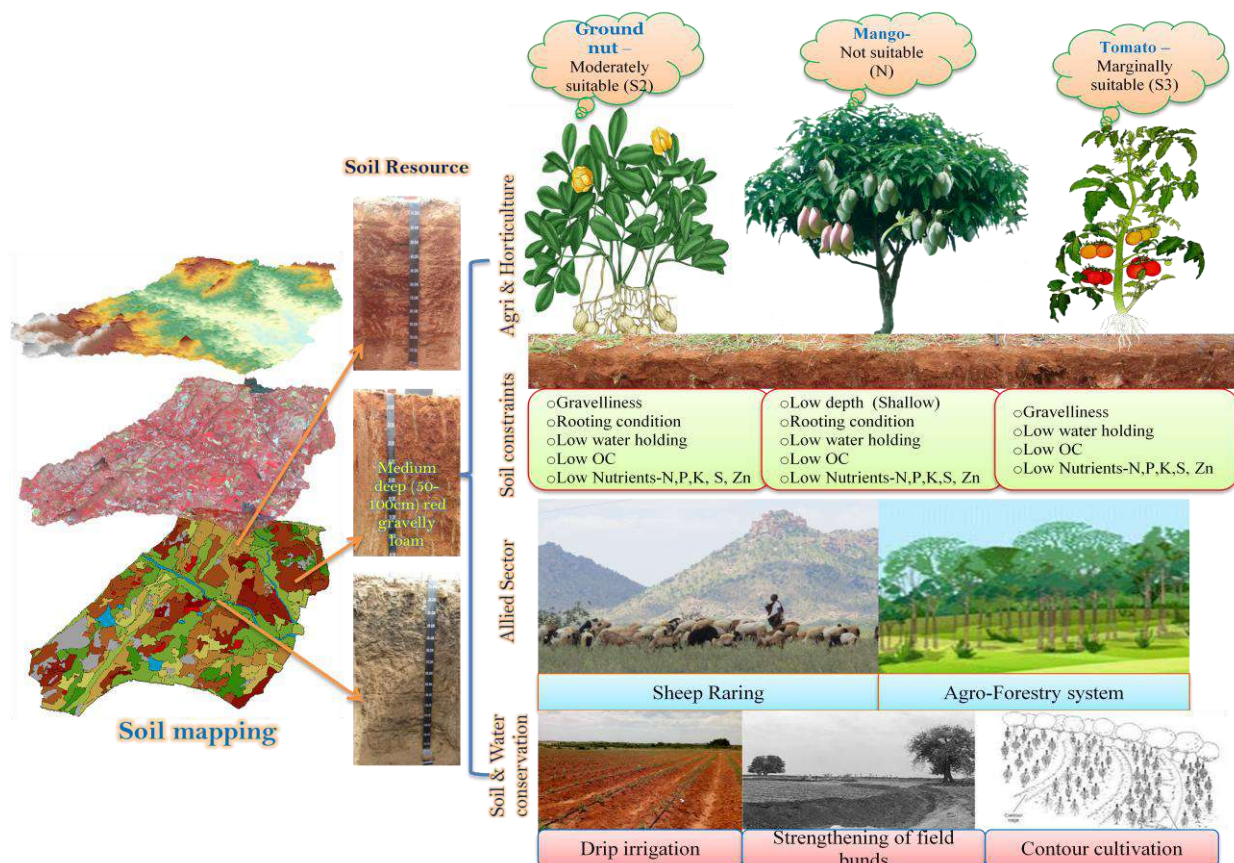 Ground
nut –
Moderately
suitable (S2)
Mango-
Not suitable
(N)
Tomato –
Marginally
suitable (S3)
Soil Resource
Agri & Horticulture
Medium
deep (50-
100cm) red
gravelly
loam
Soil mapping
Soil constraints
oGravelliness
oRooting condition
oLow water holding
oLow OC
oLow Nutrients-N,P,K, S, Zn
oLow depth (Shallow)
oRooting condition
oLow water holding
oLow OC
oLow Nutrients-N,P,K,S, Zn
oGravelliness
oLow water holding
oLow OC
oLow Nutrients-N,P,K,S, Zn
Allied Sector
Sheep Raring
Agro-Forestry system
Soil & Water
conservation
Contour
Drip irrigation
Strengthening of field
bunds
Contour cultivation